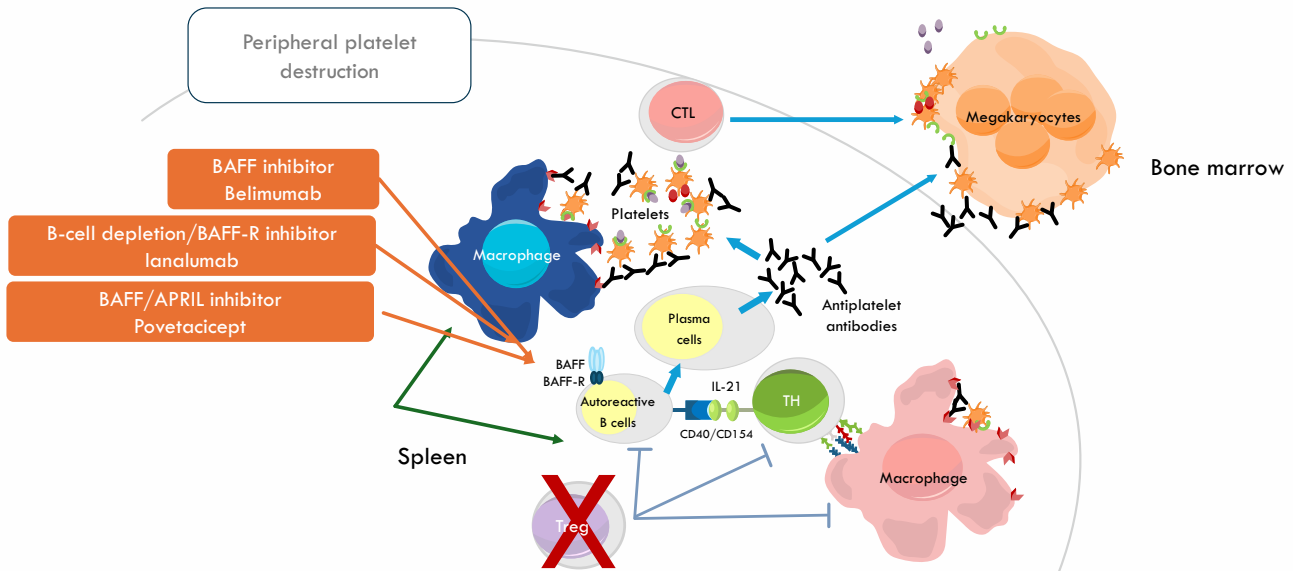 Peripheral platelet
destruction
BAFF inhibitor
Belimumab
B-cell depletion/BAFF-R inhibitor
Ianalumab
BAFF/APRIL inhibitor
Povetacicept
CTL
Megakaryocytes
Bone marrow
Platelets
Macrophage
Antiplatelet
antibodies
Plasma
cells
BAFF
BAFF-R
Autoreactive
B cells
IL-21
CD40/CD154
TH
Spleen
Macrophage
Treg